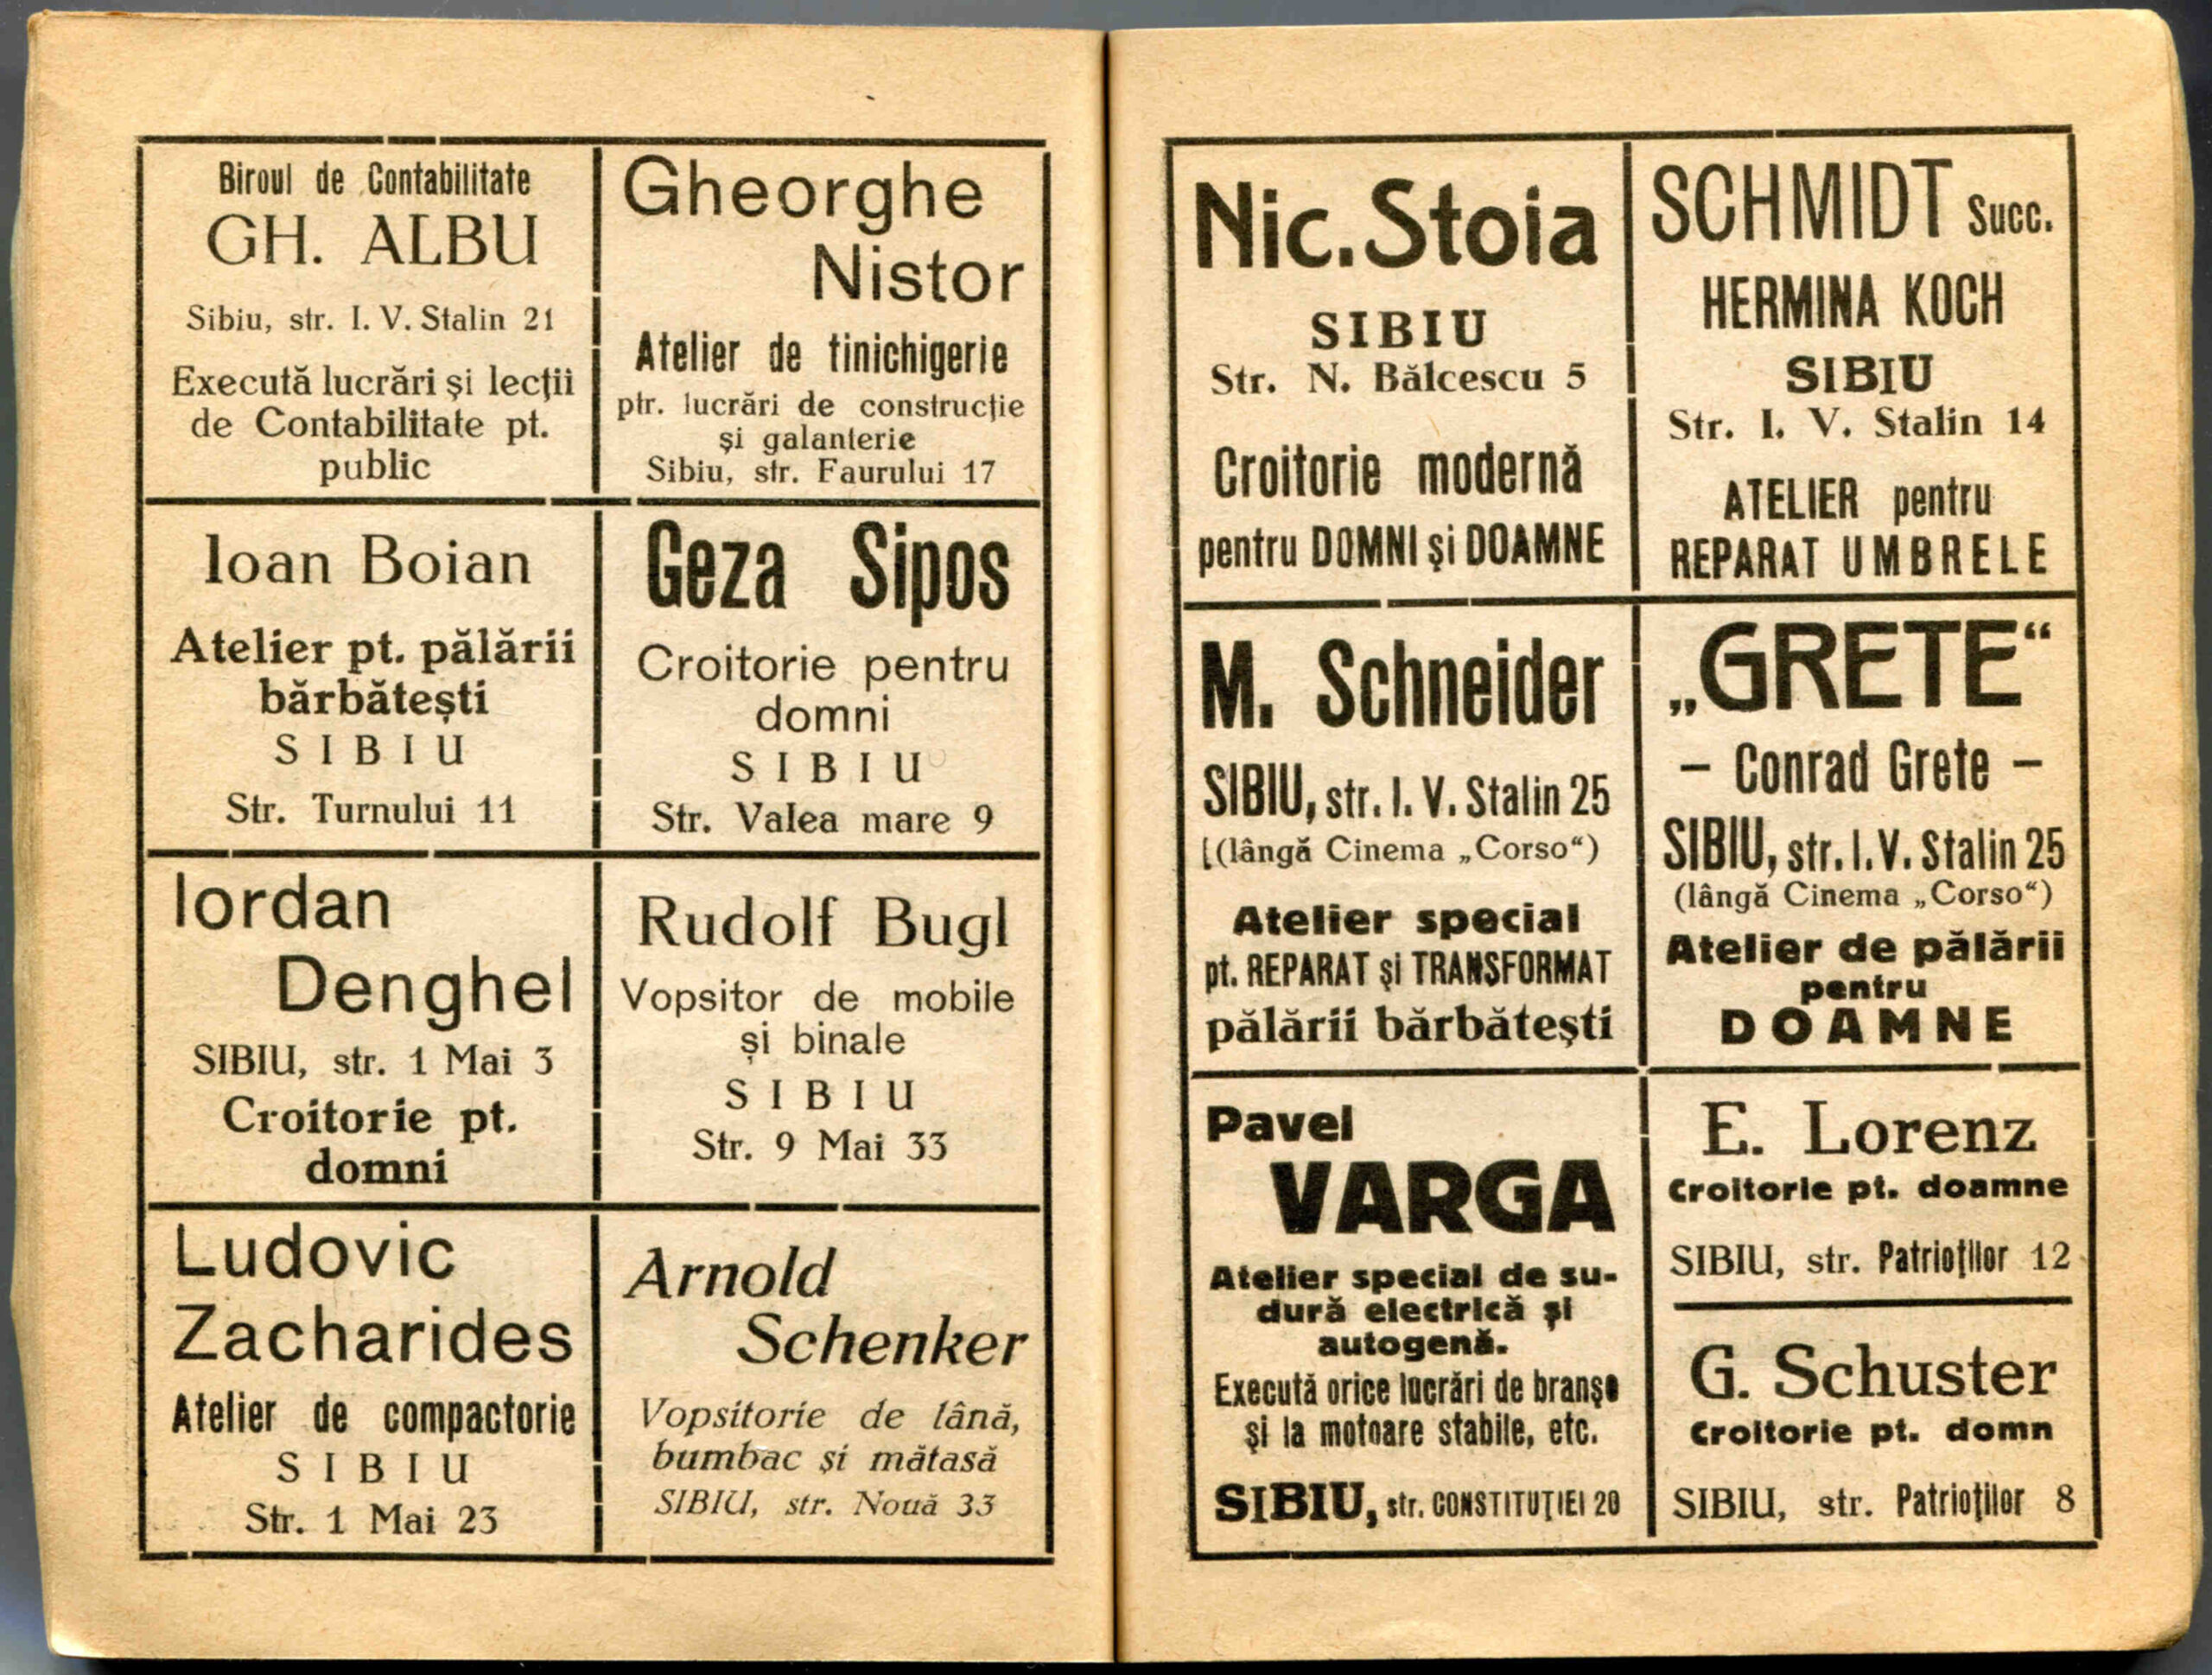 Biroul de Contabilitate
GH. ALBU
Sibiu, str. I. V. Stalin 21
Execută lucrări și lecții
de Contabilitate pt.
public
Gheorghe
Nistor
Atelier de tinichigerie
ptr. lucrări de construcție
și galanterie
Sibiu, str. Faurului 17
Ioan Boian
Atelier pt. pălării
bărbătești
SIBIU
Str. Turnului 11
Geza Sipos
Croitorie pentru
domni
SIBIU
Str. Valea mare 9
Iordan
Denghel
SIBIU, str. 1 Mai 3
Croitorie pt.
domni
Rudolf Bugl
Vopsitor de mobile
și binale
SIBIU
Str. 9 Mai 33
Ludovic
Zacharides
Atelier de compactorie
SIBIU
Str. 1 Mai 23
Arnold
Schenker
Vopsitorie de lână,
bumbac și mătasă
SIBIU, str. Nouă 33
Nic. Stoia
SIBIU
Str. N. Bălcescu 5
Croitorie modernă
pentru DOMNI și DOAMNE
SCHMIDT Succ.
HERMINA KOCH
SIBIU
Str. I. V. Stalin 14
ATELIER pentru
REPARAT UMBRELE
M. Schneider
SIBIU, str. I. V. Stalin 25
[(lângă Cinema „Corso“)
Atelier special
pt. REPARAT și TRANSFORMAT
pălării bărbătești
„GRETE“
– Conrad Grete –
SIBIU, str. I. V. Stalin 25
(lângă Cinema „Corso“)
Atelier de pălării
pentru
DOAMNE
Pavel
VARGA
Atelier special de su-
dură electrică și
autogenă.
Execută orice lucrări de branșe
și la motoare stabile, etc.
SIBIU, str. CONSTITUȚIEI 20
E. Lorenz
Croitorie pt. doamne
SIBIU, str. Patrioților 12
G. Schuster
Croitorie pt. domn
SIBIU, str. Patrioților 8